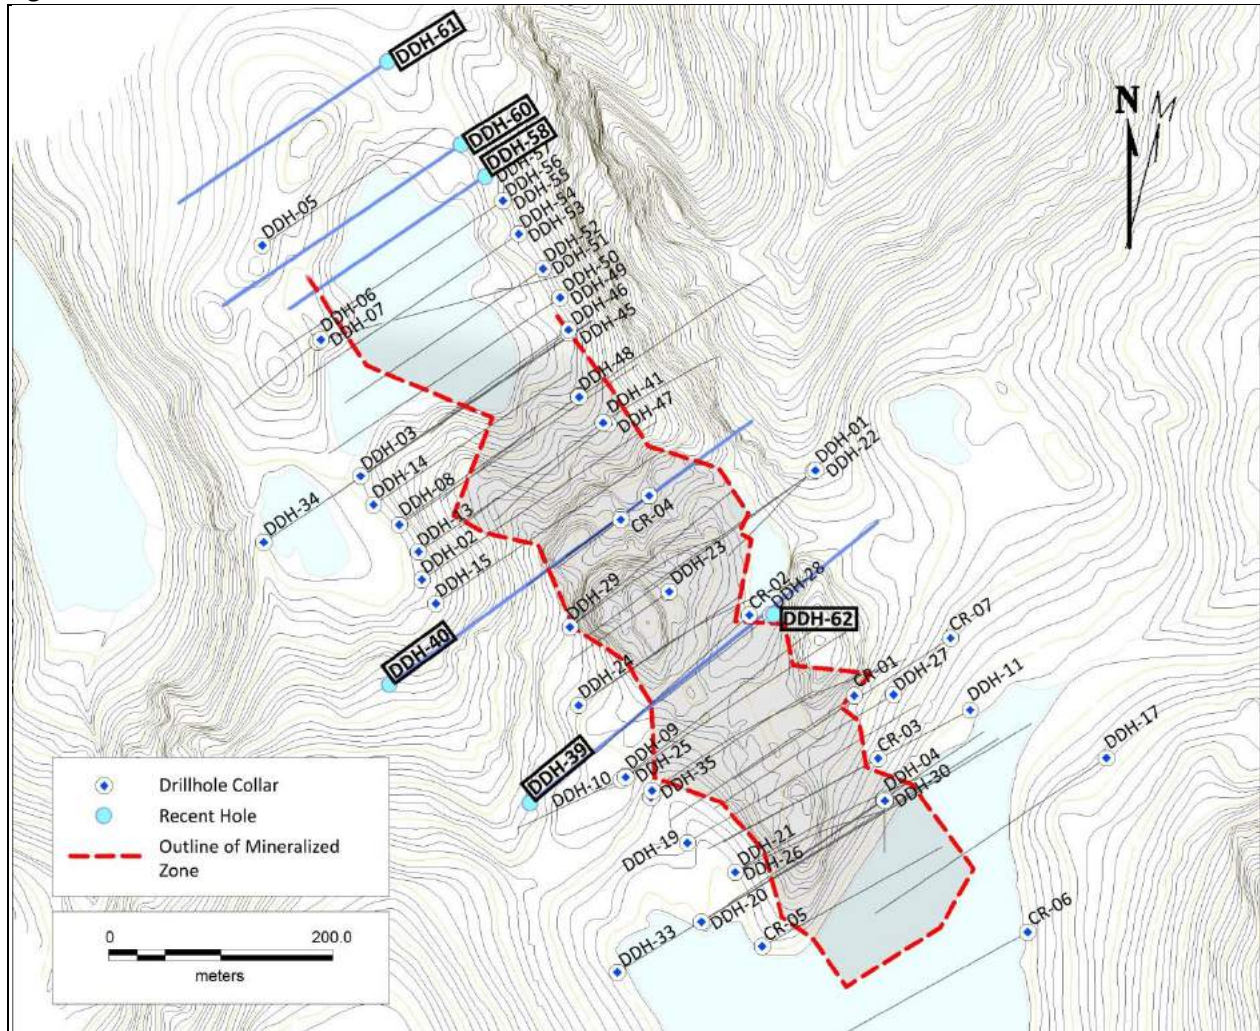 DDH-61
DDH-60
DDH-58
DDH-57
DDH-56
DDH-55
DDH-54
DDH-53
DDH-52
DDH-51
DDH-50
DDH-49
DDH-46
DDH-45
N M
DDH-05
DDH-06
DDH-07
DDH-48
DDH-41
DDH-47
DDH-03
DDH-14
DDH-08
DDH-13
DDH-02
DDH-15
DDH-34
DDH-01
DDH-22
CR-04
DDH-23
DDH-29
CR-02
DDH-28
DDH-62
DDH-40
DDH-24
CR-07
CR-01
DDH-27
DDH-11
DDH-17
CR-03
DDH-04
DDH-30
DDH-39
DDH-09
DDH-10
DDH-25
DDH-35
DDH-19
DDH-21
DDH-26
DDH-20
CR-05
DDH-33
CR-06
Drillhole Collar
Recent Hole
Outline of Mineralized
Zone
0 200.0
meters